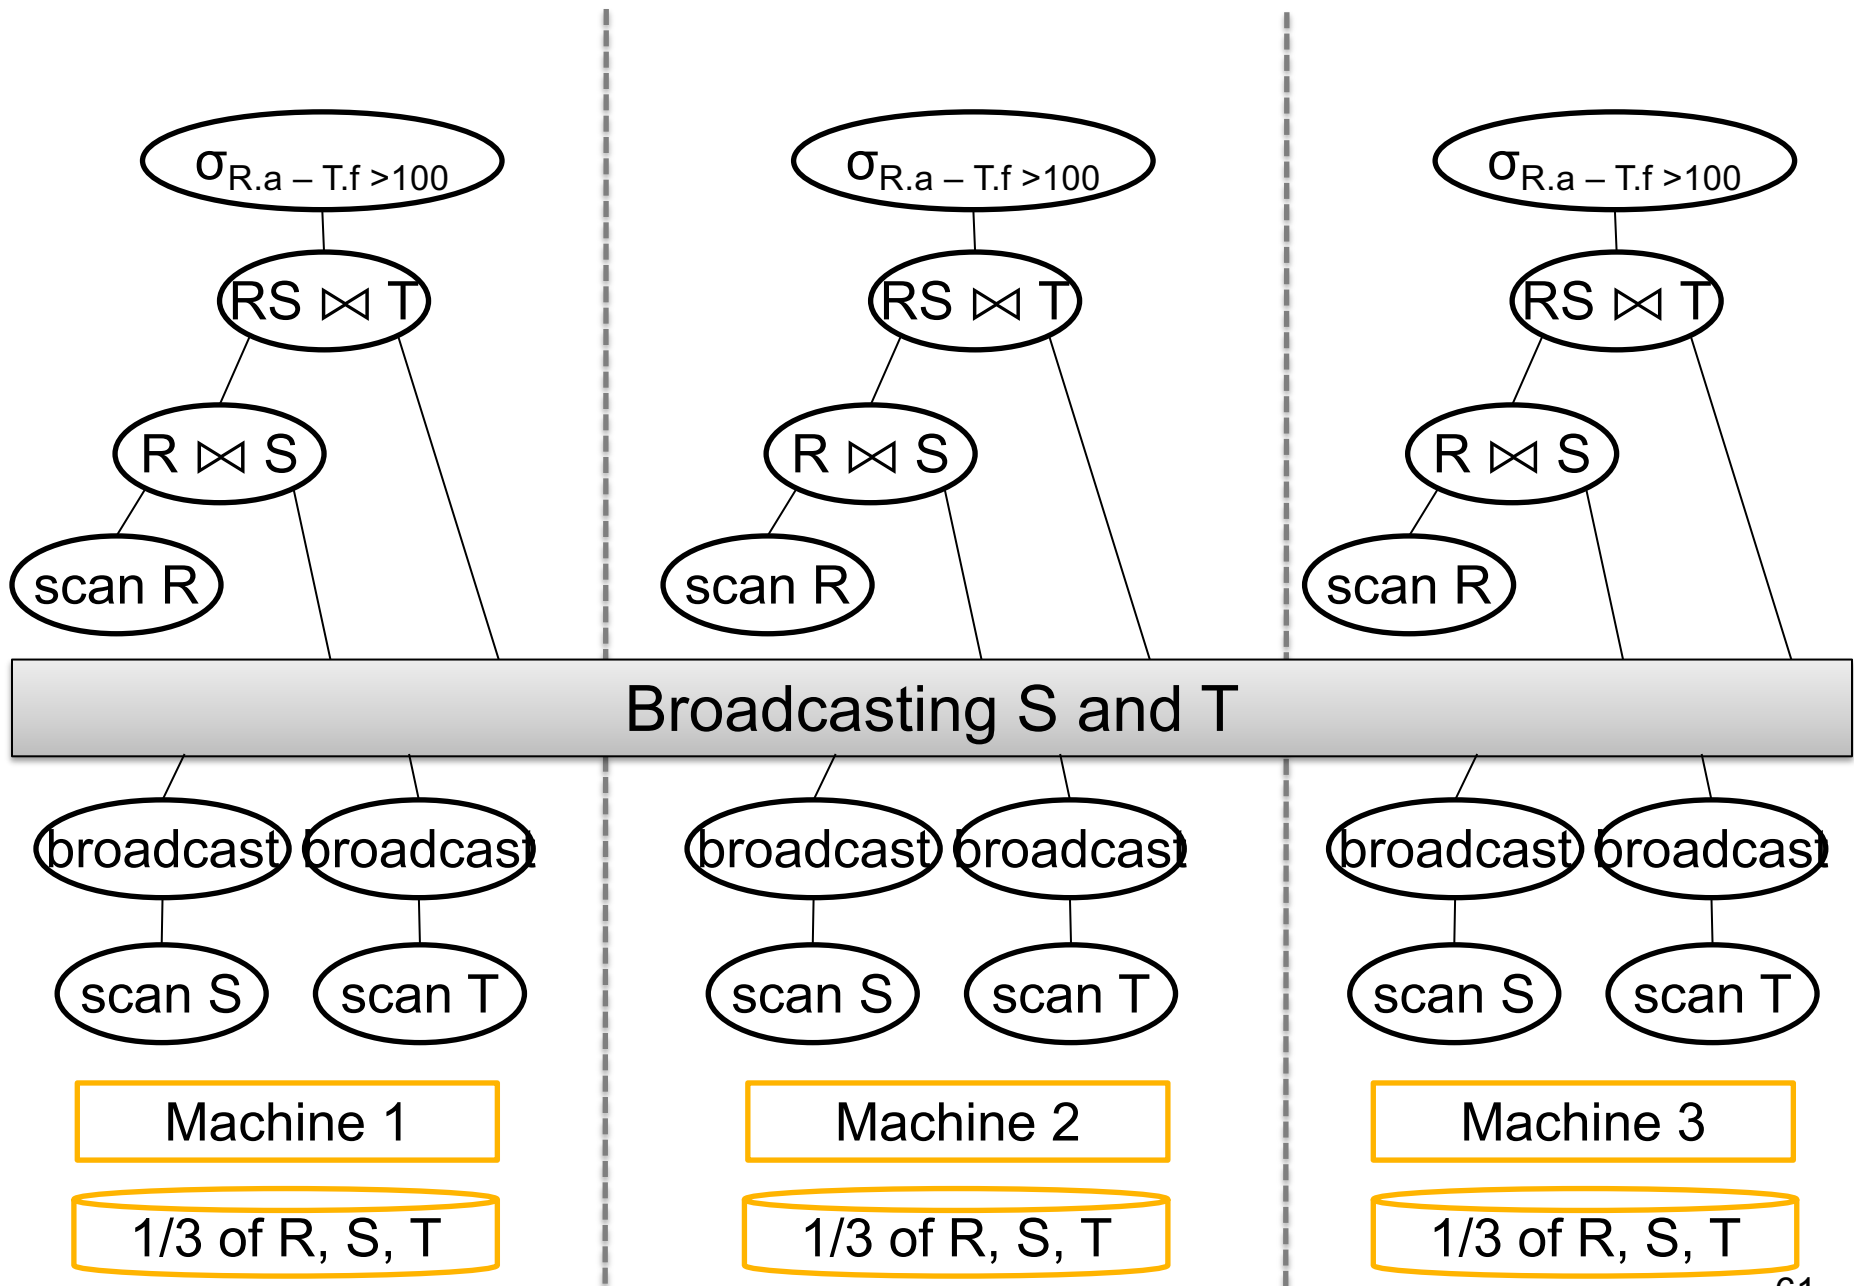 σR.a – T.f >100 σR.a – T.f >100 σR.a – T.f >100
RS ⋈ T RS ⋈ T RS ⋈ T
R ⋈ S R ⋈ S R ⋈ S
scan R scan R scan R
Broadcasting S and T
broadcast broadcast broadcast broadcast broadcast broadcast
scan S scan T scan S scan T scan S scan T
Machine 1 Machine 2 Machine 3
1/3 of R, S, T 1/3 of R, S, T 1/3 of R, S, T
61